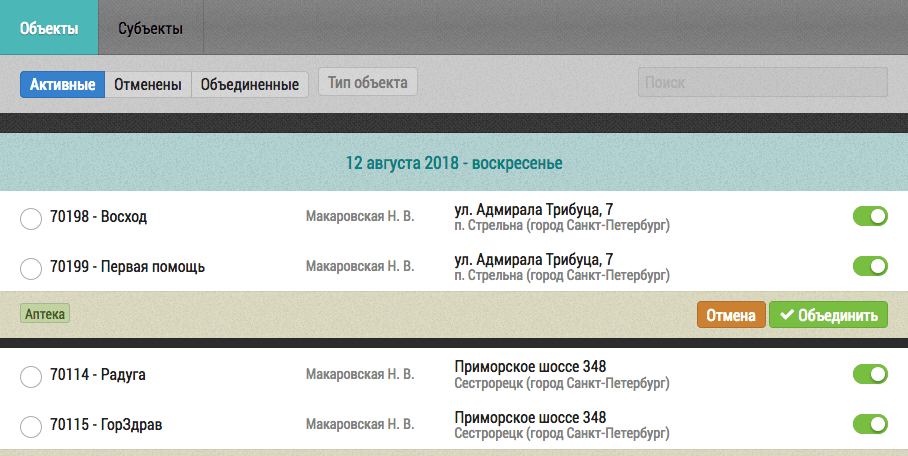 Объекты Субъекты
Активные Отменены Объединенные Тип объекта Поиск
12 августа 2018 - воскресенье
70198 - Восход Макаровская Н. В. ул. Адмирала Трибуца, 7
п. Стрельна (город Санкт-Петербург)
70199 - Первая помощь Макаровская Н. В. ул. Адмирала Трибуца, 7
п. Стрельна (город Санкт-Петербург)
Аптека Отмена Объединить
70114 - Радуга Макаровская Н. В. Приморское шоссе 348
Сестрорецк (город Санкт-Петербург)
70115 - ГорЗдрав Макаровская Н. В. Приморское шоссе 348
Сестрорецк (город Санкт-Петербург)